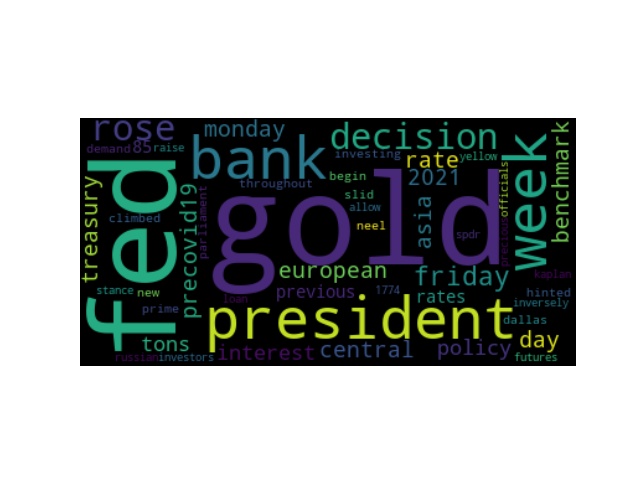 rose
monday
decision
week
benchmark
demand
85
raise
bank
investing
rate
yellow
fed
treasury
precovid19
parliament
throughout
begin
2021
officials
gold
slid
allow
asia
climbed
neel
spdr
precious
european
friday
kaplan
stance
new
loan
previous
1774
rates
hinted
prime
president
inversely
dallas
tons
interest
central
policy
day
russian
investors
futures